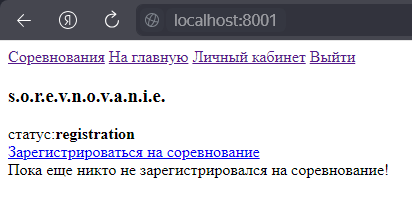 localhost:8001
Соревнования На главную Личный кабинет Выйти
s.o.r.e.v.n.o.v.a.n.i.e.
статус:registration
Зарегистрироваться на соревнование
Пока еще никто не зарегистрировался на соревнование!